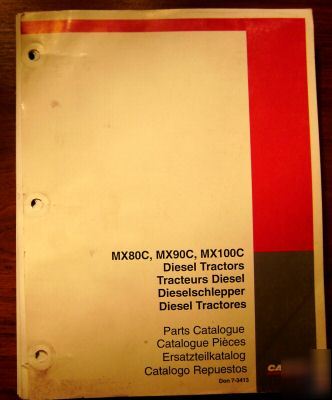 MX80C, MX90C, MX100C
Diesel Tractors
Tracteurs Diesel
Dieselschlepper
Diesel Tractores
Parts Catalogue
Catalogue Pièces
Ersatzteilkatalog
Catalogo Repuestos
Don 7-3413